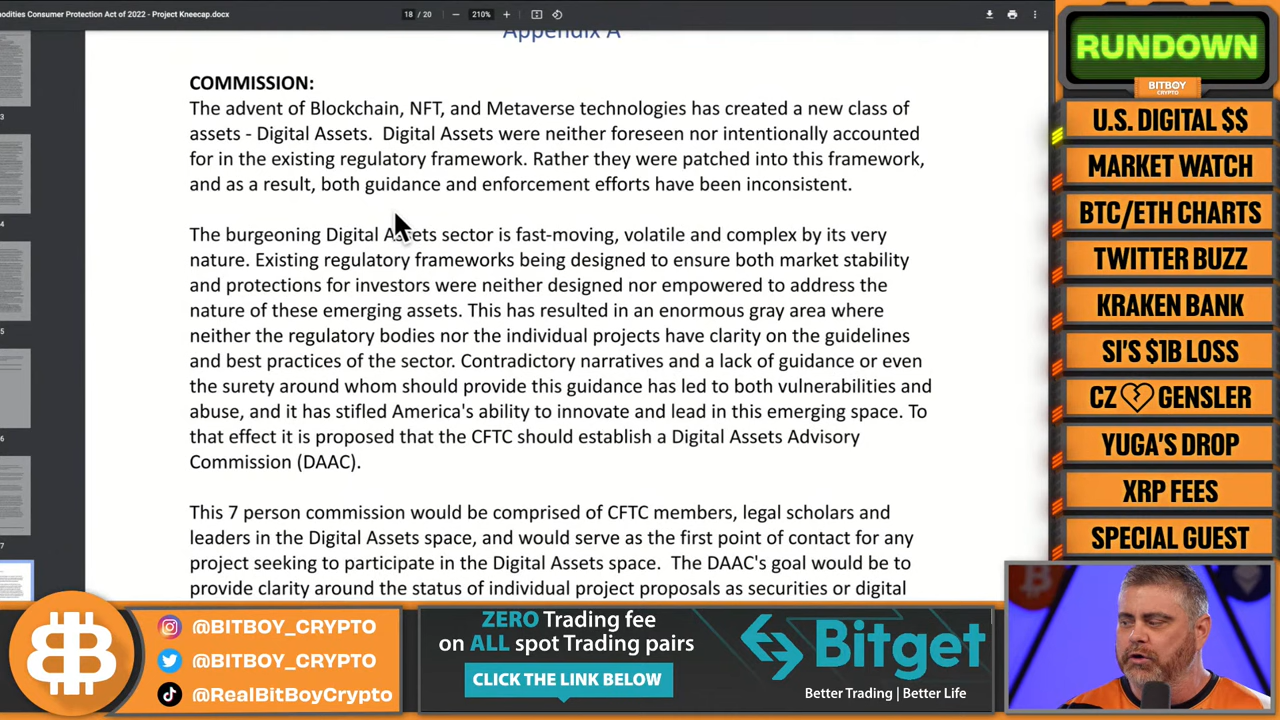 odities Consumer Protection Act of 2022 - Project Kneecap.docx
18 / 20
210%
Appendix A
COMMISSION:
The advent of Blockchain, NFT, and Metaverse technologies has created a new class of
assets - Digital Assets. Digital Assets were neither foreseen nor intentionally accounted
for in the existing regulatory framework. Rather they were patched into this framework,
and as a result, both guidance and enforcement efforts have been inconsistent.
The burgeoning Digital Assets sector is fast-moving, volatile and complex by its very
nature. Existing regulatory frameworks being designed to ensure both market stability
and protections for investors were neither designed nor empowered to address the
nature of these emerging assets. This has resulted in an enormous gray area where
neither the regulatory bodies nor the individual projects have clarity on the guidelines
and best practices of the sector. Contradictory narratives and a lack of guidance or even
the surety around whom should provide this guidance has led to both vulnerabilities and
abuse, and it has stifled America's ability to innovate and lead in this emerging space. To
that effect it is proposed that the CFTC should establish a Digital Assets Advisory
Commission (DAAC).
This 7 person commission would be comprised of CFTC members, legal scholars and
leaders in the Digital Assets space, and would serve as the first point of contact for any
project seeking to participate in the Digital Assets space. The DAAC's goal would be to
provide clarity around the status of individual project proposals as securities or digital
3
4
5
6
7
RUNDOWN
BITBOY
CRYPTO
U.S. DIGITAL $$
MARKET WATCH
BTC/ETH CHARTS
TWITTER BUZZ
KRAKEN BANK
SI'S $1B LOSS
CZ GENSLER
YUGA'S DROP
XRP FEES
SPECIAL GUEST
@BITBOY_CRYPTO
@BITBOY_CRYPTO
@RealBitBoyCrypto
ZERO Trading fee
on ALL spot Trading pairs
CLICK THE LINK BELOW
Bitget
Better Trading | Better Life